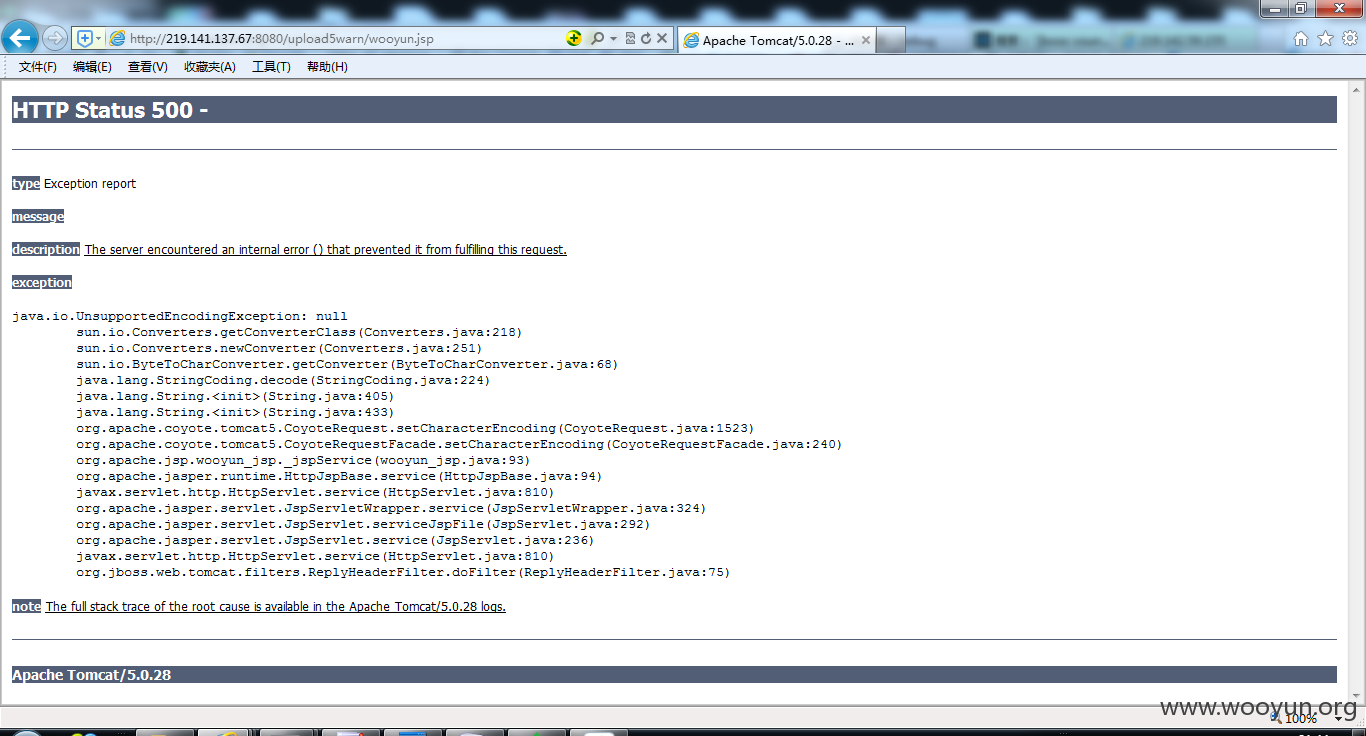 http://219.141.137.67:8080/upload5warn/wooyun.jsp
Apache Tomcat/5.0.28 - ...
文件(F) 编辑(E) 查看(V) 收藏夹(A) 工具(T) 帮助(H)
HTTP Status 500 -
type Exception report
message
description The server encountered an internal error () that prevented it from fulfilling this request.
exception
java.io.UnsupportedEncodingException: null
sun.io.Converters.getConverterClass(Converters.java:218)
sun.io.Converters.newConverter(Converters.java:251)
sun.io.ByteToCharConverter.getConverter(ByteToCharConverter.java:68)
java.lang.StringCoding.decode(StringCoding.java:224)
java.lang.String.<init>(String.java:405)
java.lang.String.<init>(String.java:433)
org.apache.coyote.tomcat5.CoyoteRequest.setCharacterEncoding(CoyoteRequest.java:1523)
org.apache.coyote.tomcat5.CoyoteRequestFacade.setCharacterEncoding(CoyoteRequestFacade.java:240)
org.apache.jsp.wooyun_jsp._jspService(wooyun_jsp.java:93)
org.apache.jasper.runtime.HttpJspBase.service(HttpJspBase.java:94)
javax.servlet.http.HttpServlet.service(HttpServlet.java:810)
org.apache.jasper.servlet.JspServletWrapper.service(JspServletWrapper.java:324)
org.apache.jasper.servlet.JspServlet.serviceJspFile(JspServlet.java:292)
org.apache.jasper.servlet.JspServlet.service(JspServlet.java:236)
javax.servlet.http.HttpServlet.service(HttpServlet.java:810)
org.jboss.web.tomcat.filters.ReplyHeaderFilter.doFilter(ReplyHeaderFilter.java:75)
note The full stack trace of the root cause is available in the Apache Tomcat/5.0.28 logs.
Apache Tomcat/5.0.28
www.wooyun.org
100%